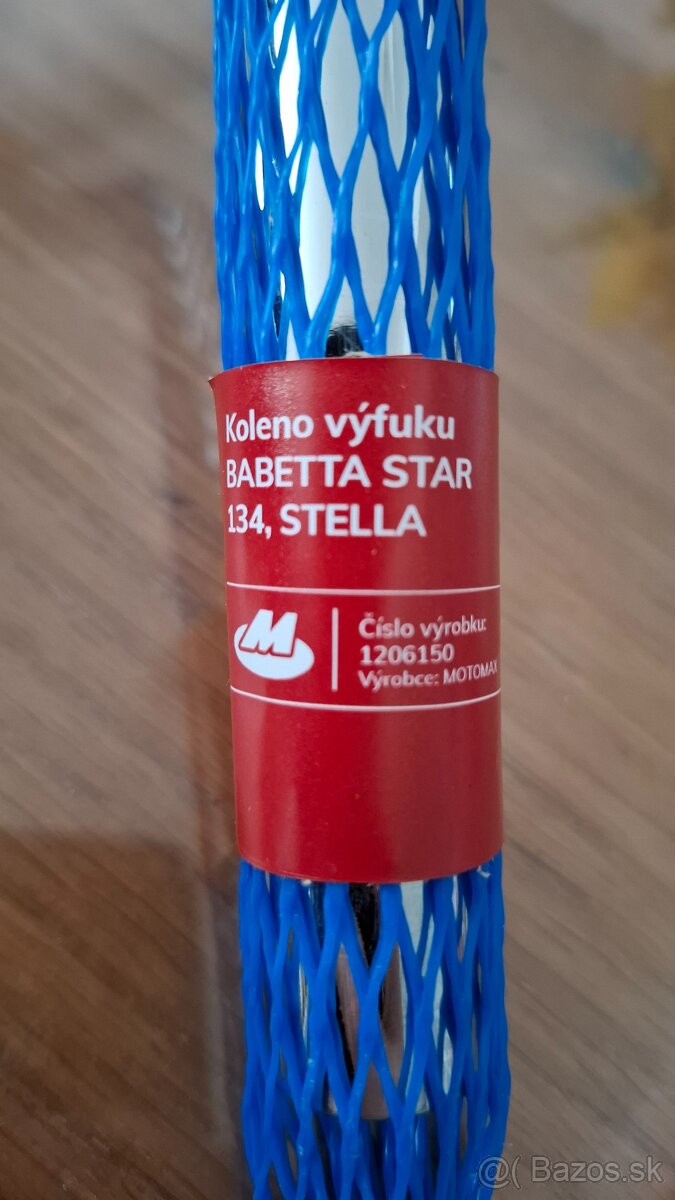 Koleno výfuku
BABETTA STAR
134, STELLA
M
Číslo výrobku:
1206150
Výrobce: MOTOMAX
@( Bazos.sk